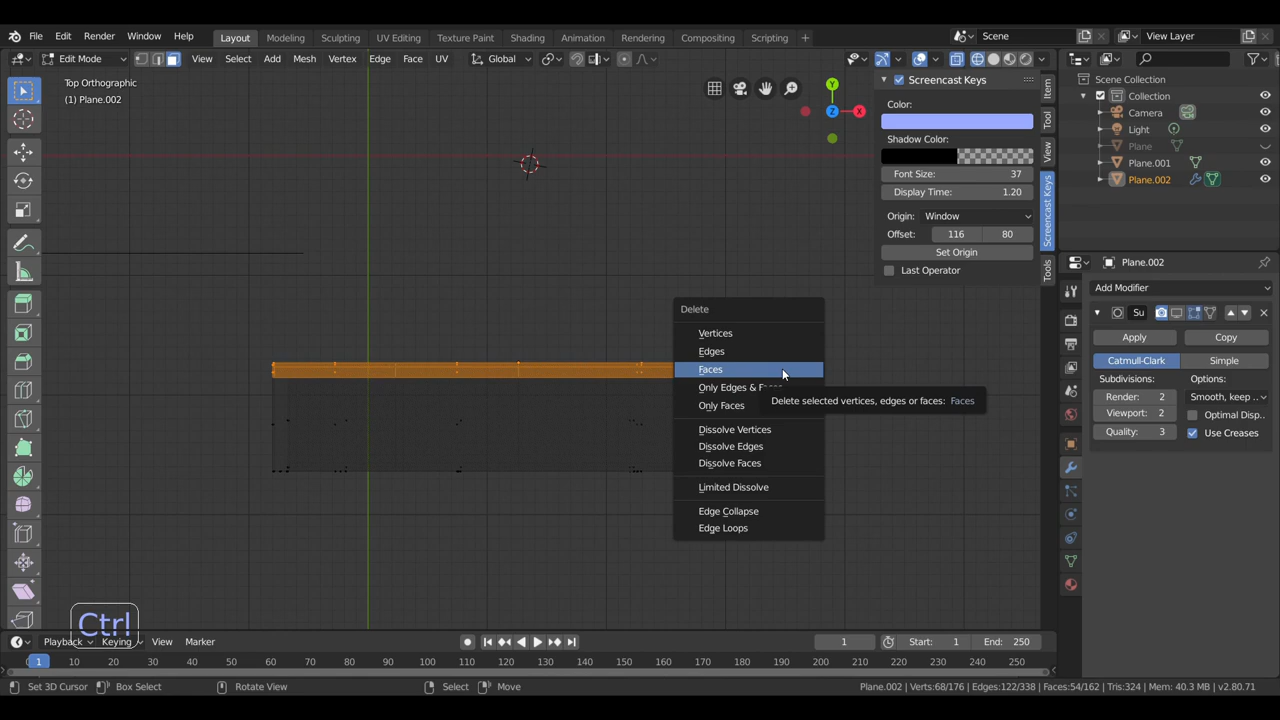 File Edit Render Window Help Layout Modeling Sculpting UV Editing Texture Paint Shading Animation Rendering Compositing Scripting + Scene View Layer
Edit Mode View Select Add Mesh Vertex Edge Face UV Global
Top Orthographic
(1) Plane.002
Screencast Keys
Color:
Shadow Color:
Font Size: 37
Display Time: 1.20
Origin: Window
Offset: 116 80
Set Origin
Last Operator
Item
Tool
View
Screencast Keys
Tools
Y
Z X
Scene Collection
Collection
Camera
Light
Plane
Plane.001
Plane.002
Plane.002
Add Modifier
Su
Apply Copy
Catmull-Clark Simple
Subdivisions: Options:
Render: 2 Smooth, keep ..
Viewport: 2 Optimal Disp..
Quality: 3 Use Creases
Delete
Vertices
Edges
Faces
Only Edges &
Only Faces
Dissolve Vertices
Dissolve Edges
Dissolve Faces
Limited Dissolve
Edge Collapse
Edge Loops
Delete selected vertices, edges or faces: Faces
Ctrl
Playback Keying View Marker 1 Start: 1 End: 250
1 10 20 30 40 50 60 70 80 90 100 110 120 130 140 150 160 170 180 190 200 210 220 230 240 250
Set 3D Cursor Box Select Rotate View Select Move Plane.002 | Verts:68/176 | Edges:122/338 | Faces:54/162 | Tris:324 | Mem: 40.3 MB | v2.80.71